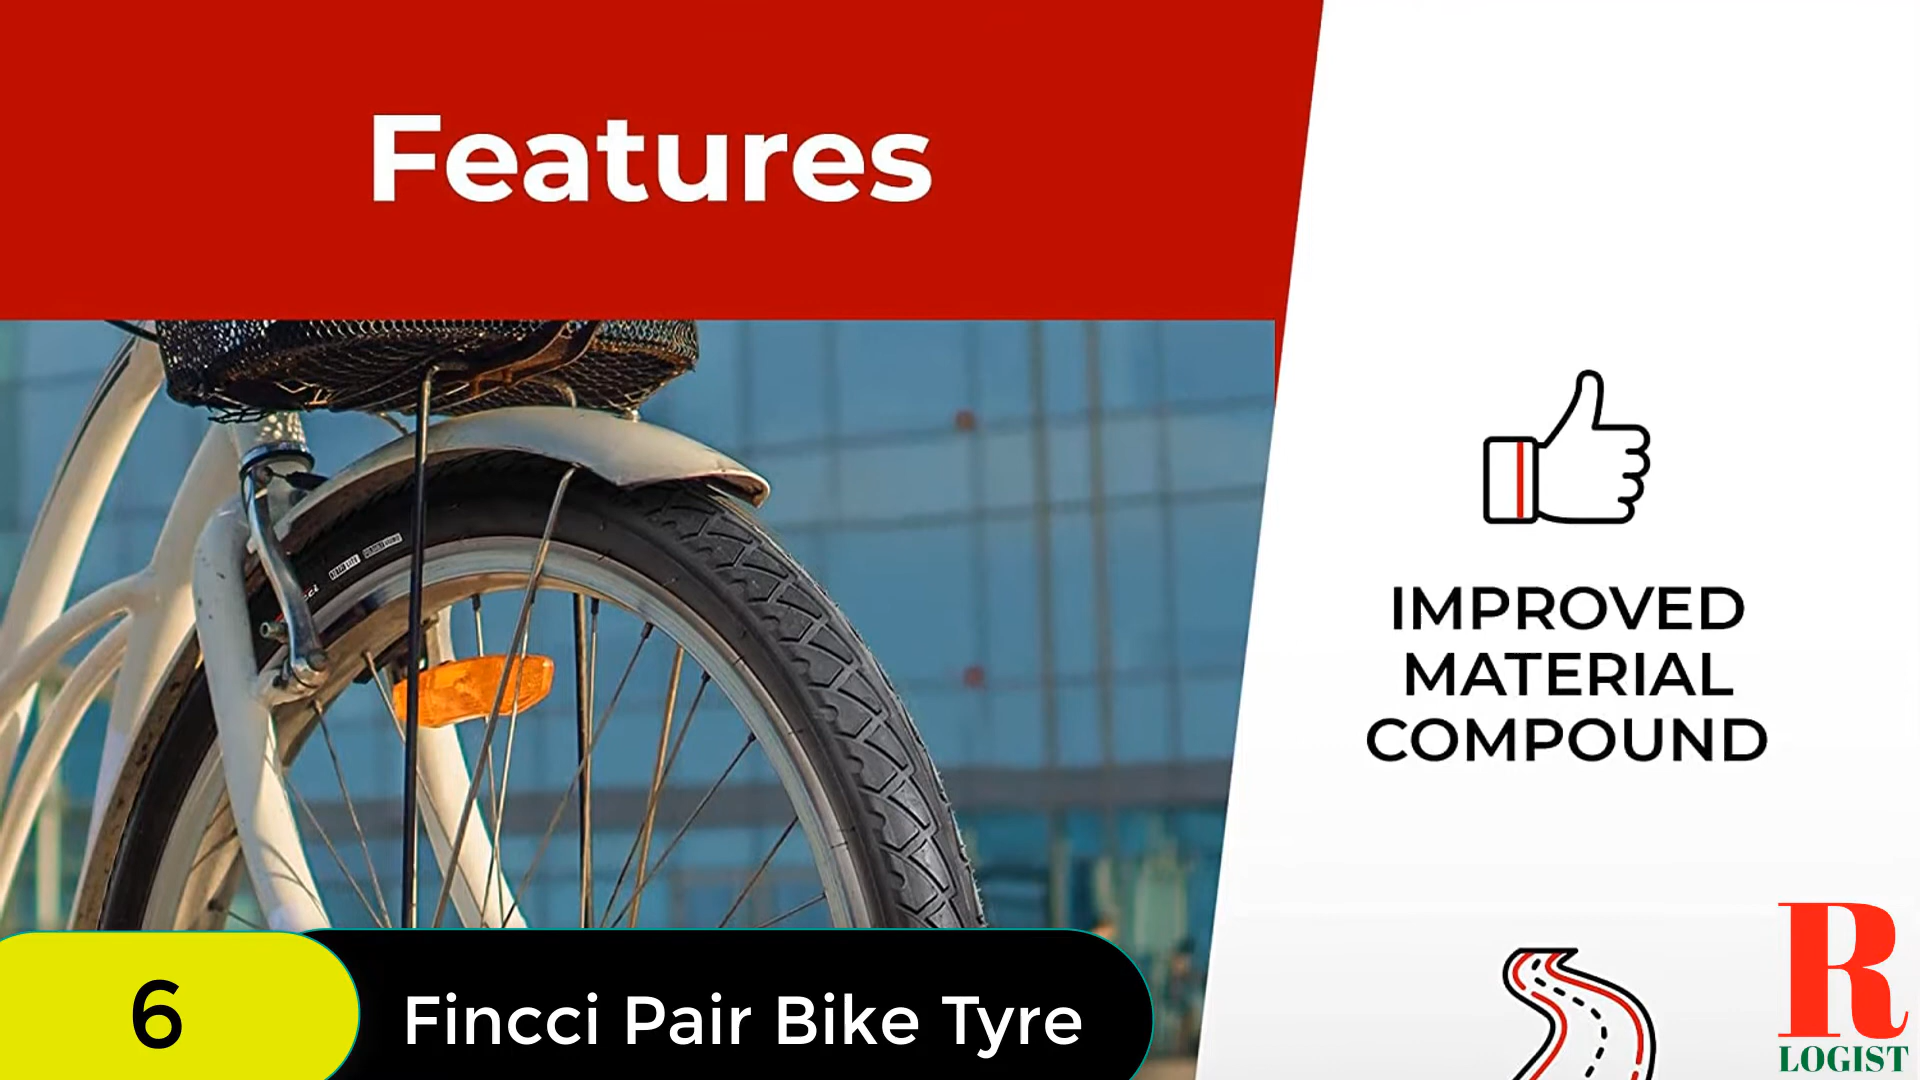 Features
IMPROVED
MATERIAL
COMPOUND
6
Fincci Pair Bike Tyre
R
LOGIST